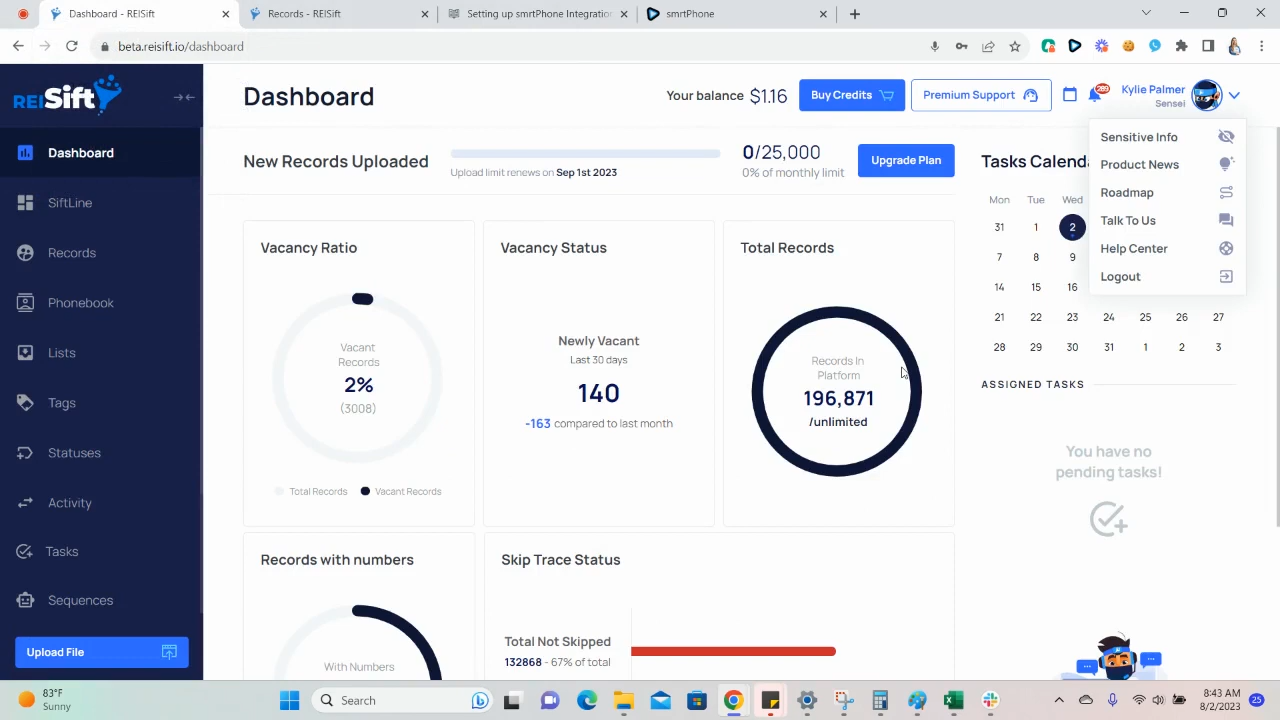 Dashboard - REISift
Records - REISift
Setting up smrtPhone Integration
smrtPhone
beta.reisift.io/dashboard
REISift
Dashboard
Your balance $1.16
Buy Credits
Premium Support
289
Kylie Palmer
Sensei
Dashboard
SiftLine
Records
Phonebook
Lists
Tags
Statuses
Activity
Tasks
Sequences
Upload File
New Records Uploaded
Upload limit renews on Sep 1st 2023
0/25,000
0% of monthly limit
Upgrade Plan
Vacancy Ratio
Vacant
Records
2%
(3008)
Total Records
Vacant Records
Vacancy Status
Newly Vacant
Last 30 days
140
-163 compared to last month
Total Records
Records In
Platform
196,871
/unlimited
Records with numbers
With Numbers
Skip Trace Status
Total Not Skipped
132868 - 67% of total
Tasks Calenda
Mon Tue Wed
31 1 2
7 8 9
14 15 16
21 22 23 24 25 26 27
28 29 30 31 1 2 3
Sensitive Info
Product News
Roadmap
Talk To Us
Help Center
Logout
ASSIGNED TASKS
You have no
pending tasks!
83°F
Sunny
Search
8:43 AM
8/2/2023
25